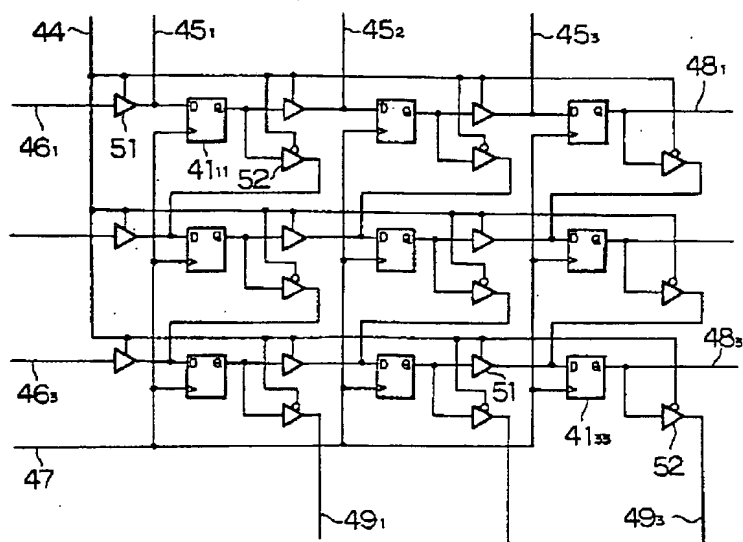 44 45₁ 45₂ 45₃
48₁
D Q D Q D Q
46₁ 51 41₁₁ 52
D Q D Q D Q
48₃
D Q D Q D Q
46₃ 51 41₃₃ 52
47
49₁ 49₃